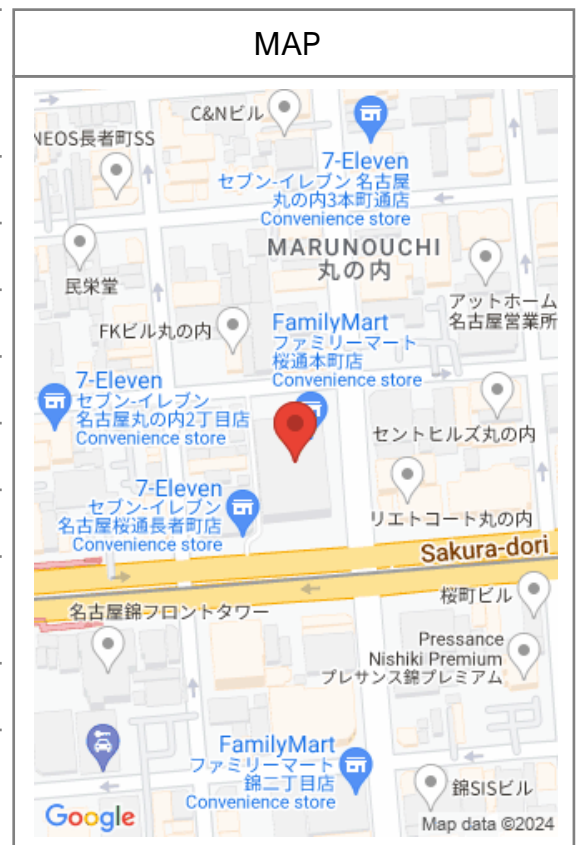 MAP
C&Nビル
NEOS長者町SS
7-Eleven
セブン-イレブン 名古屋
丸の内3本町通店
Convenience store
MARUNOUCHI
丸の内
民栄堂
アットホーム
名古屋営業所
FKビル丸の内
FamilyMart
ファミリーマート
桜通本町店
Convenience store
7-Eleven
セブン-イレブン
名古屋丸の内2丁目店
Convenience store
セントヒルズ丸の内
7-Eleven
セブン-イレブン
名古屋桜通長者町店
Convenience store
リエトコート丸の内
Sakura-dori
桜町ビル
名古屋錦フロントタワー
Pressance
Nishiki Premium
プレサンス錦プレミアム
FamilyMart
ファミリーマート
錦二丁目店
Convenience store
錦SISビル
Google
Map data ©2024